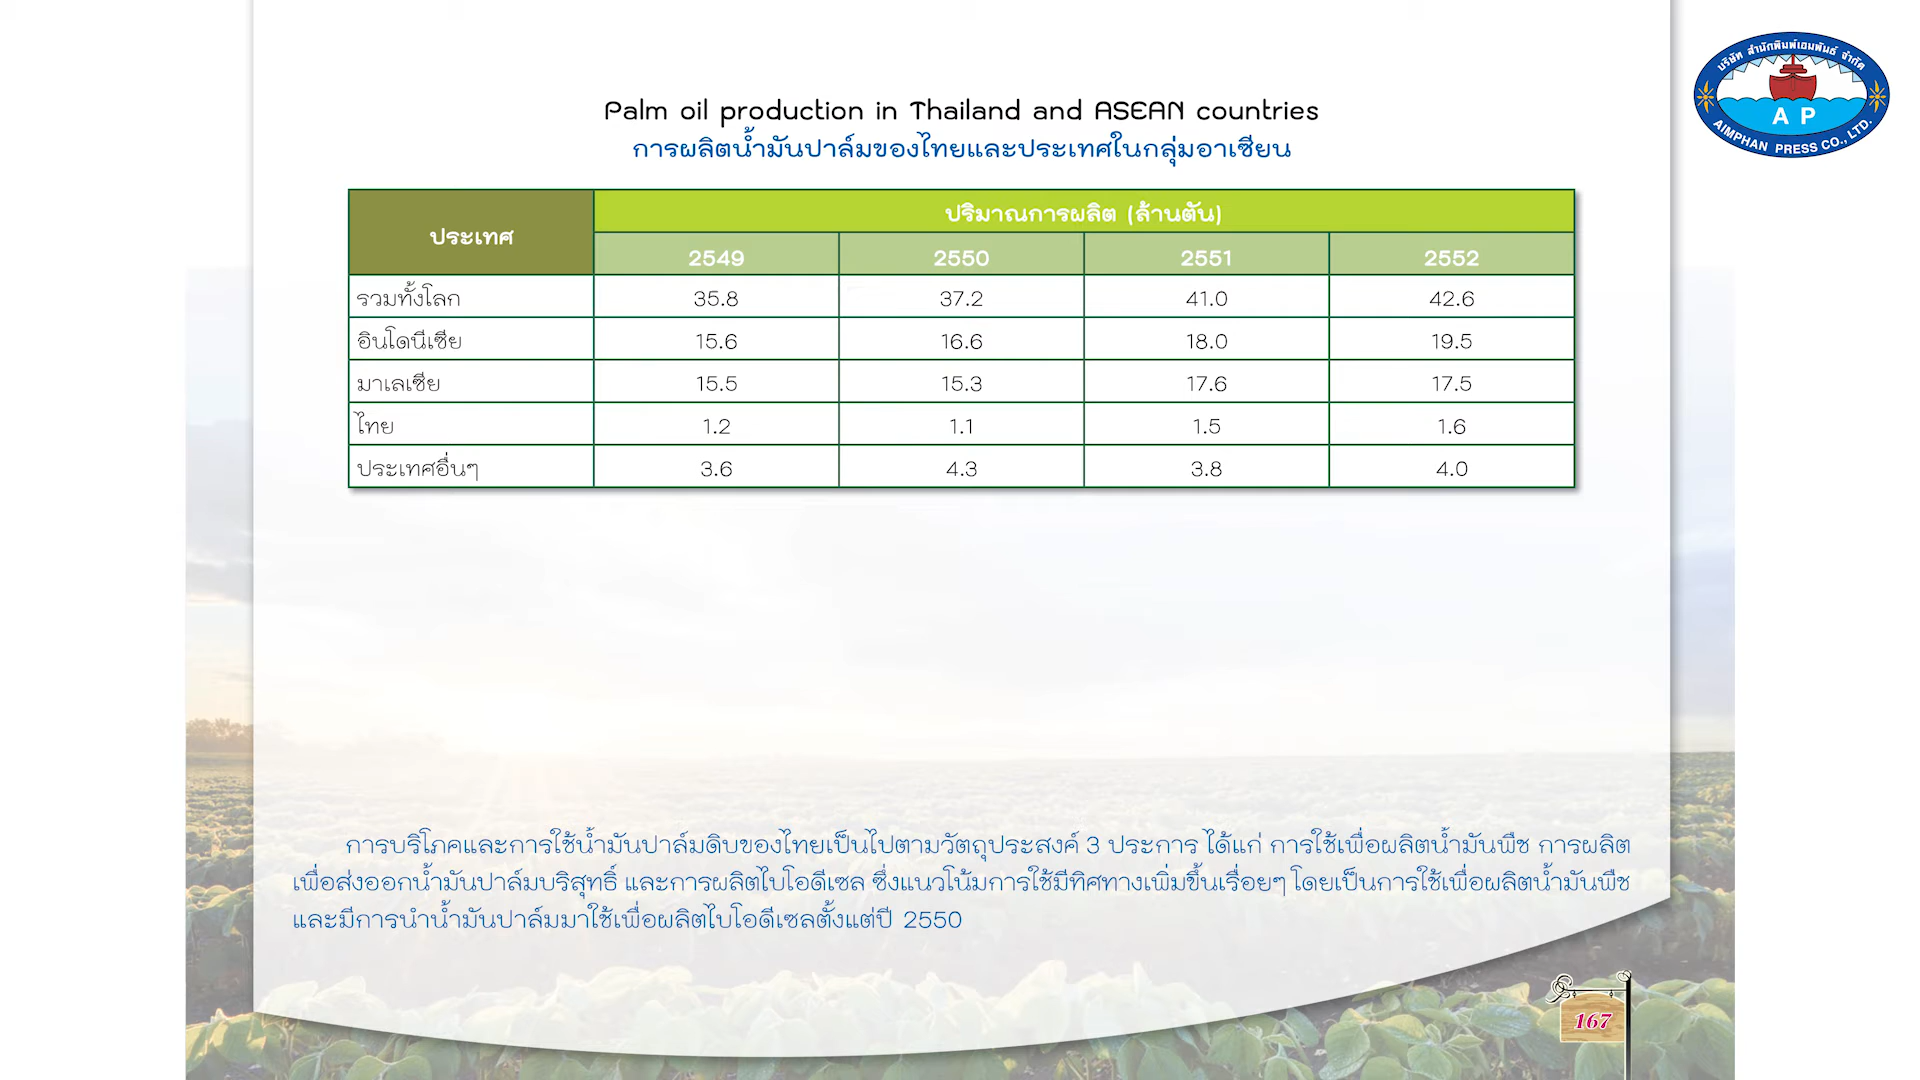 บริษัท สำนักพิมพ์เอมพันธ์ จำกัด
A P
AIMPHAN PRESS CO., LTD.
Palm oil production in Thailand and ASEAN countries
การผลิตน้ำมันปาล์มของไทยและประเทศในกลุ่มอาเซียน
ประเทศ ปริมาณการผลิต (ล้านตัน)
2549 2550 2551 2552
รวมทั้งโลก 35.8 37.2 41.0 42.6
อินโดนีเซีย 15.6 16.6 18.0 19.5
มาเลเซีย 15.5 15.3 17.6 17.5
ไทย 1.2 1.1 1.5 1.6
ประเทศอื่นๆ 3.6 4.3 3.8 4.0
การบริโภคและการใช้น้ำมันปาล์มดิบของไทยเป็นไปตามวัตถุประสงค์ 3 ประการ ได้แก่ การใช้เพื่อผลิตน้ำมันพืช การผลิต
เพื่อส่งออกน้ำมันปาล์มบริสุทธิ์ และการผลิตไบโอดีเซล ซึ่งแนวโน้มการใช้มีทิศทางเพิ่มขึ้นเรื่อยๆ โดยเป็นการใช้เพื่อผลิตน้ำมันพืช
และมีการนำน้ำมันปาล์มมาใช้เพื่อผลิตไบโอดีเซลตั้งแต่ปี 2550
167